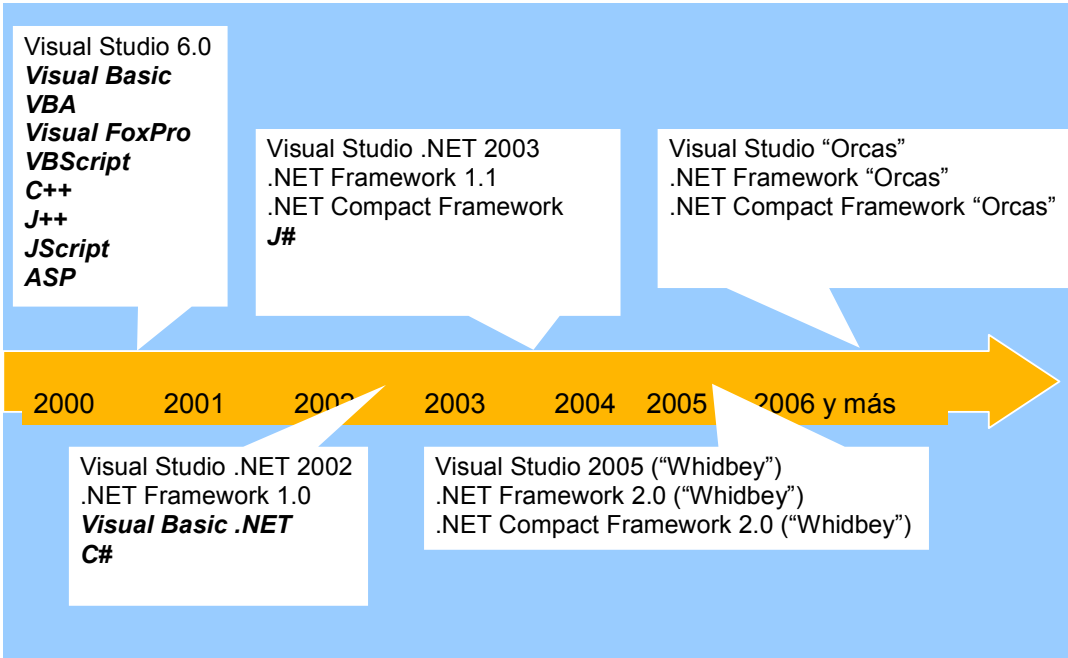 Visual Studio 6.0
Visual Basic
VBA
Visual FoxPro
VBScript
C++
J++
JScript
ASP
Visual Studio .NET 2003
.NET Framework 1.1
.NET Compact Framework
J#
Visual Studio “Orcas”
.NET Framework “Orcas”
.NET Compact Framework “Orcas”
2000 2001 2002 2003 2004 2005 2006 y más
Visual Studio .NET 2002
.NET Framework 1.0
Visual Basic .NET
C#
Visual Studio 2005 (“Whidbey”)
.NET Framework 2.0 (“Whidbey”)
.NET Compact Framework 2.0 (“Whidbey”)